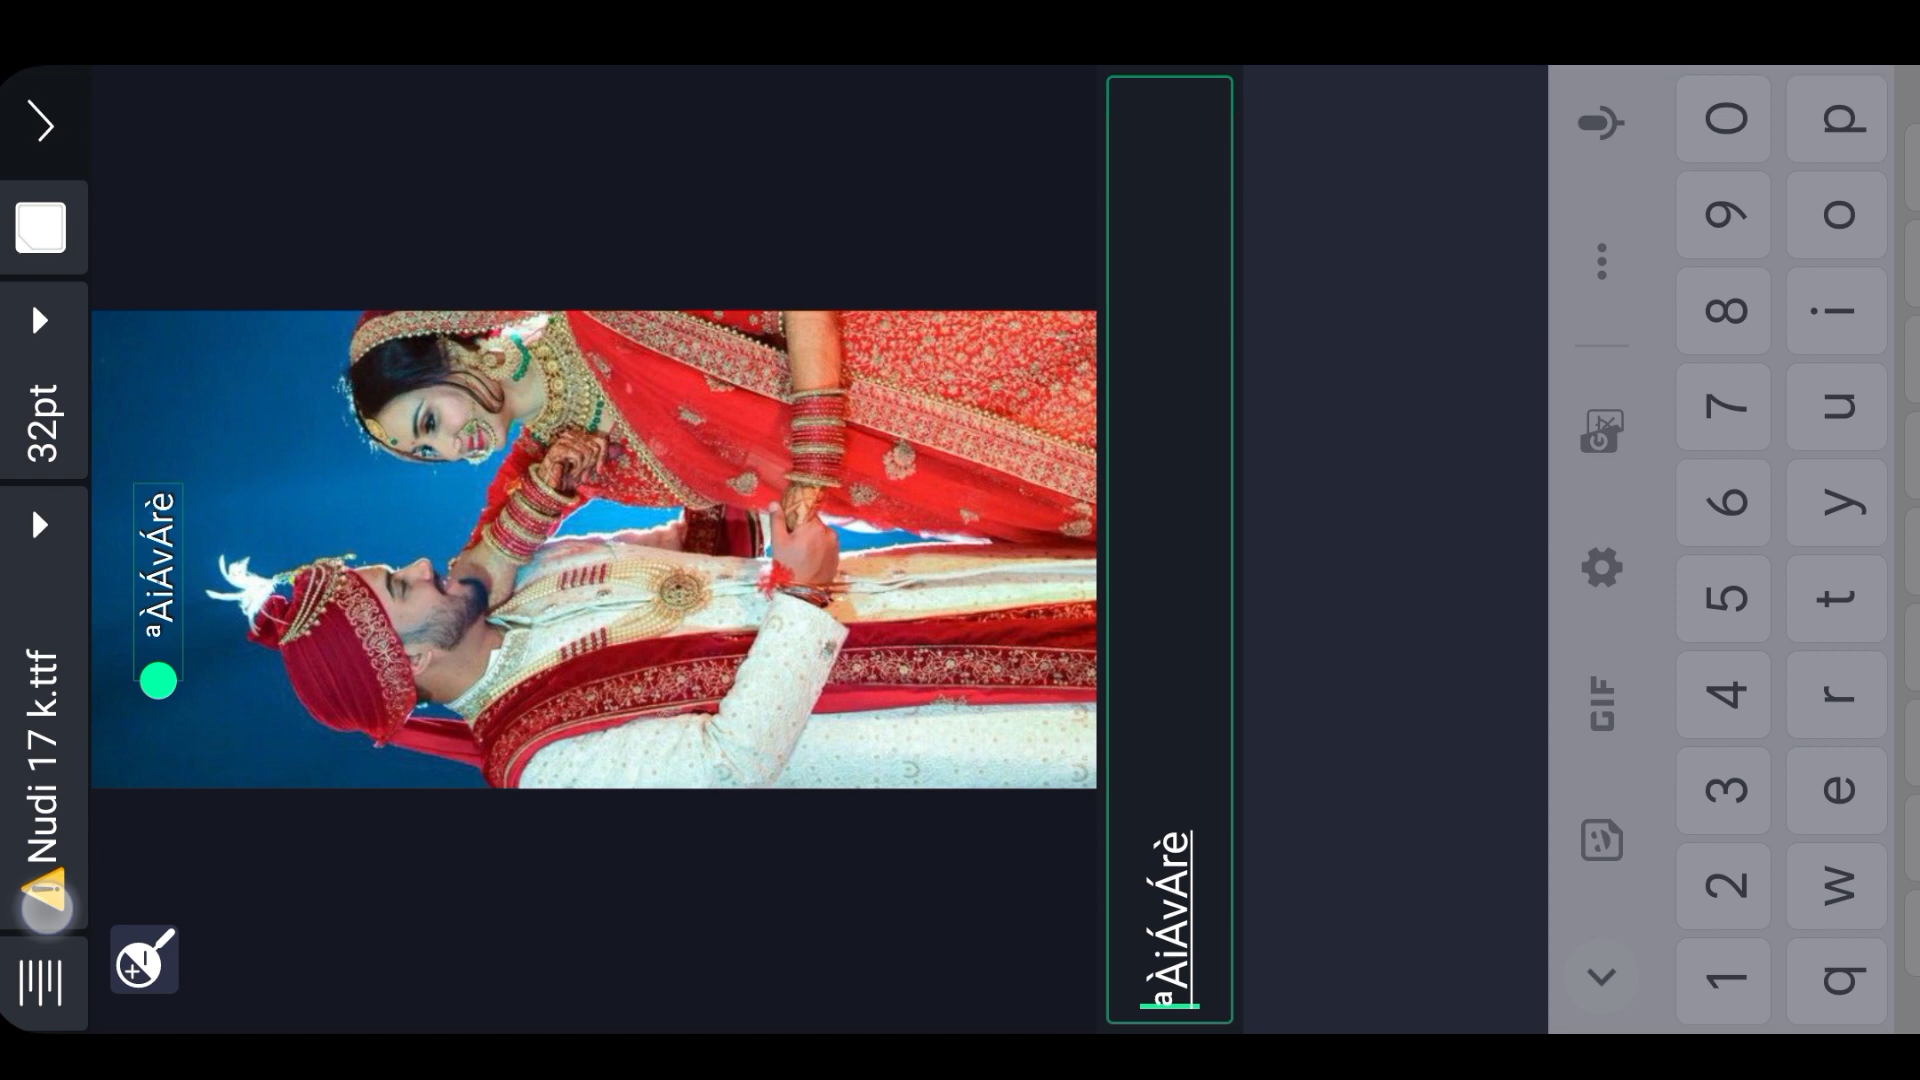 ⚠️Nudi 17 k.ttf
32pt
ªÀiÁvÁrè
ªÀiÁvÁrè
GIF
1 2 3 4 5 6 7 8 9 0
q w e r t y u i o p